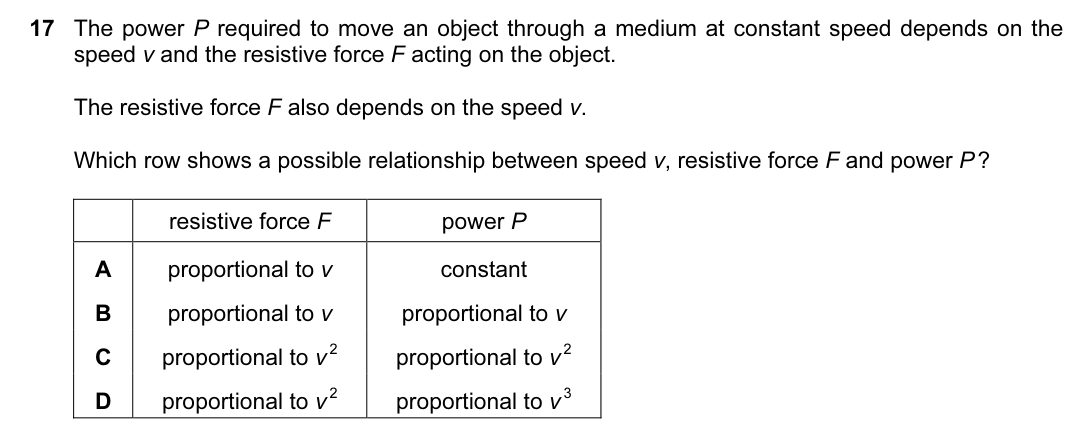 17 The power P required to move an object through a medium at constant speed depends on the
speed v and the resistive force F acting on the object.
The resistive force F also depends on the speed v.
Which row shows a possible relationship between speed v, resistive force F and power P?
resistive force F power P
A proportional to v constant
B proportional to v proportional to v
C proportional to v² proportional to v²
D proportional to v² proportional to v³